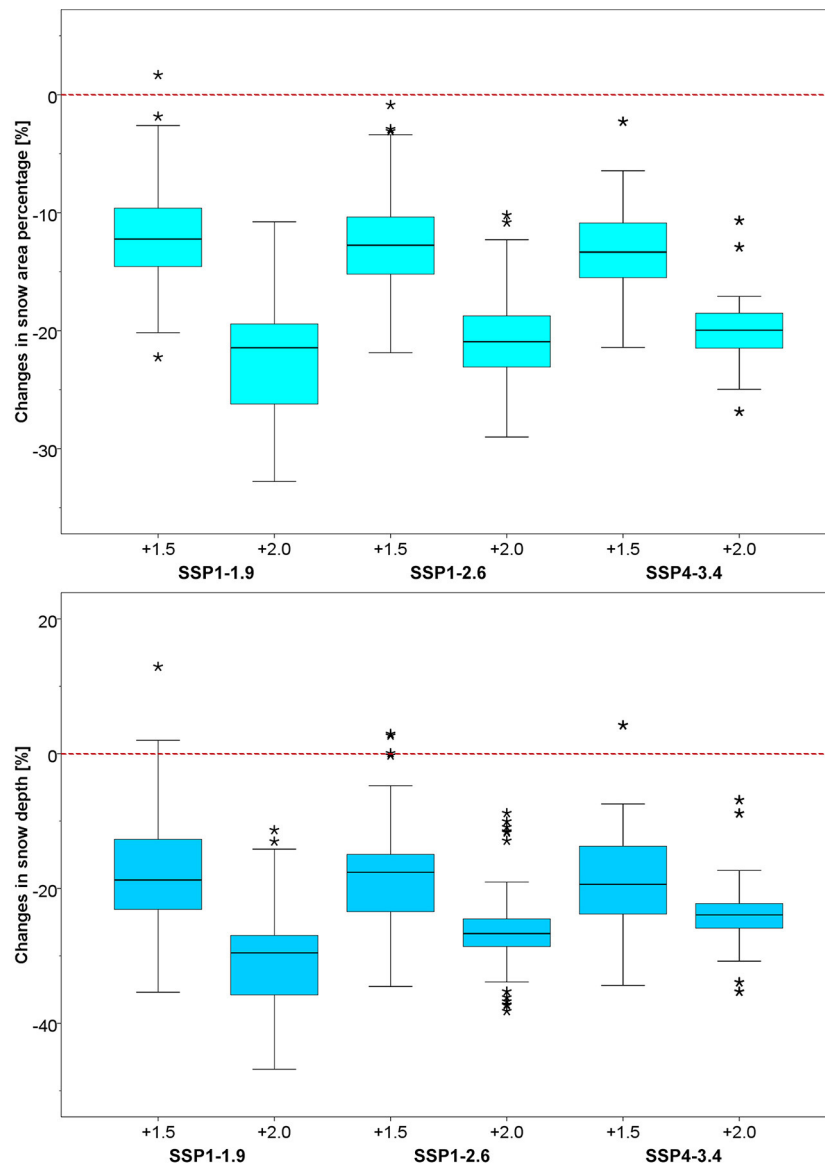 Changes in snow area percentage [%]
0
-10
-20
-30
+1.5 +2.0 +1.5 +2.0 +1.5 +2.0
SSP1-1.9 SSP1-2.6 SSP4-3.4
Changes in snow depth [%]
20
0
-20
-40
+1.5 +2.0 +1.5 +2.0 +1.5 +2.0
SSP1-1.9 SSP1-2.6 SSP4-3.4